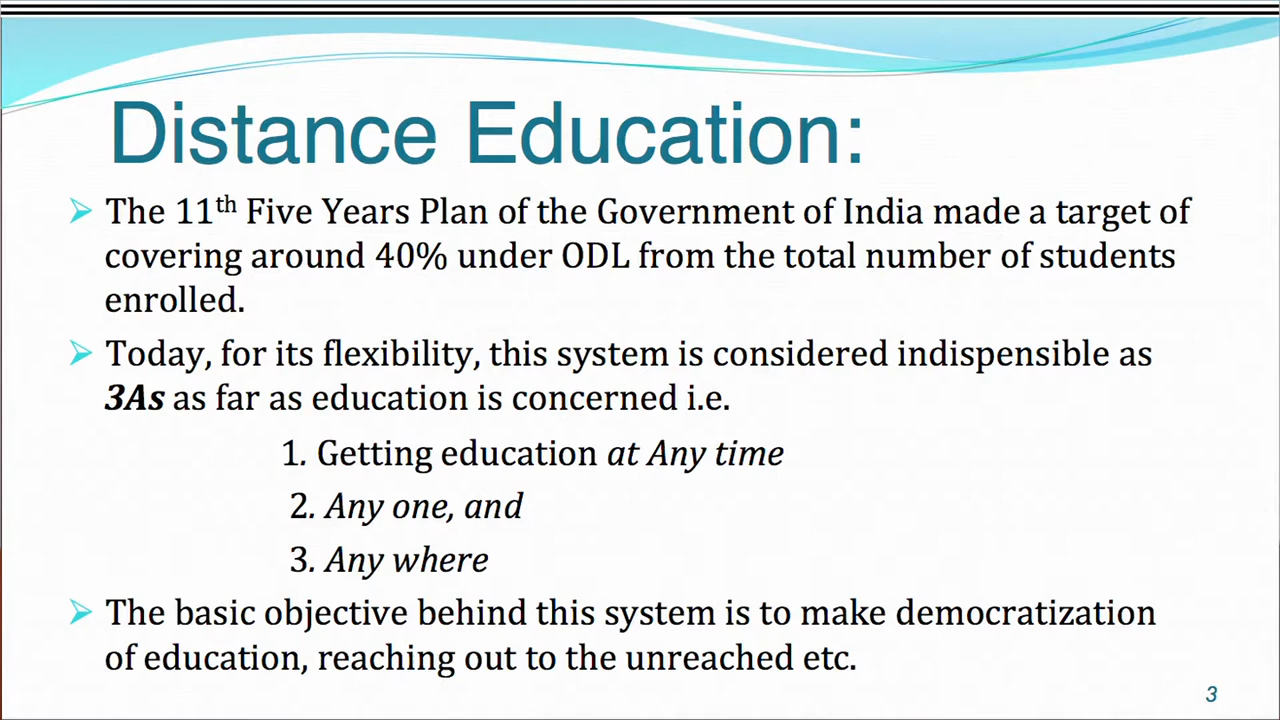 Distance Education:
The 11th Five Years Plan of the Government of India made a target of
covering around 40% under ODL from the total number of students
enrolled.
Today, for its flexibility, this system is considered indispensible as
3As as far as education is concerned i.e.
1. Getting education at Any time
2. Any one, and
3. Any where
The basic objective behind this system is to make democratization
of education, reaching out to the unreached etc.
3